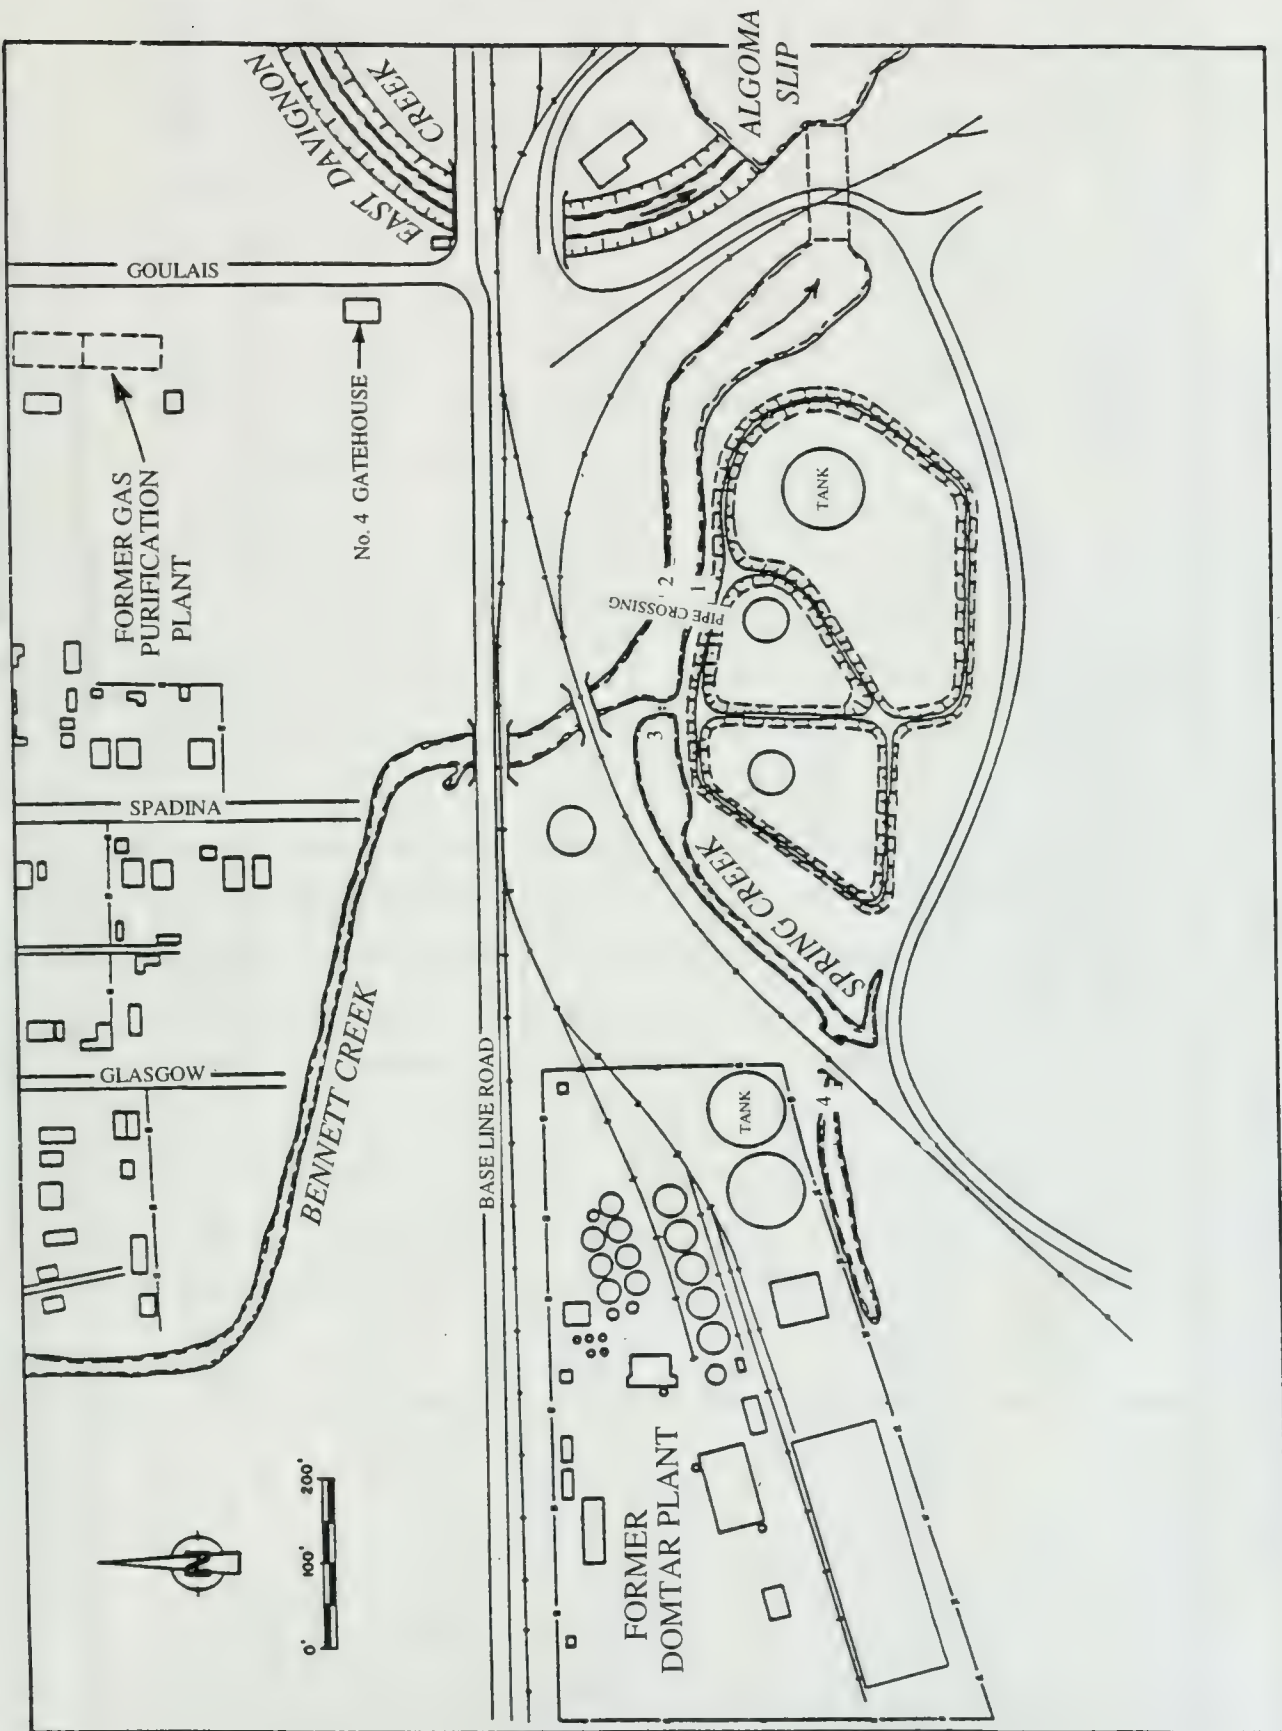 ALGOMA
SLIP
EAST DAVIGNON
CREEK
GOULAIS
No. 4 GATEHOUSE
FORMER GAS
PURIFICATION
PLANT
TANK
2
1
PIPE CROSSING
3
SPADINA
SPRING CREEK
BENNETT CREEK
BASE LINE ROAD
GLASGOW
TANK
4
FORMER
DOMTAR PLANT
N
0' 100' 200'